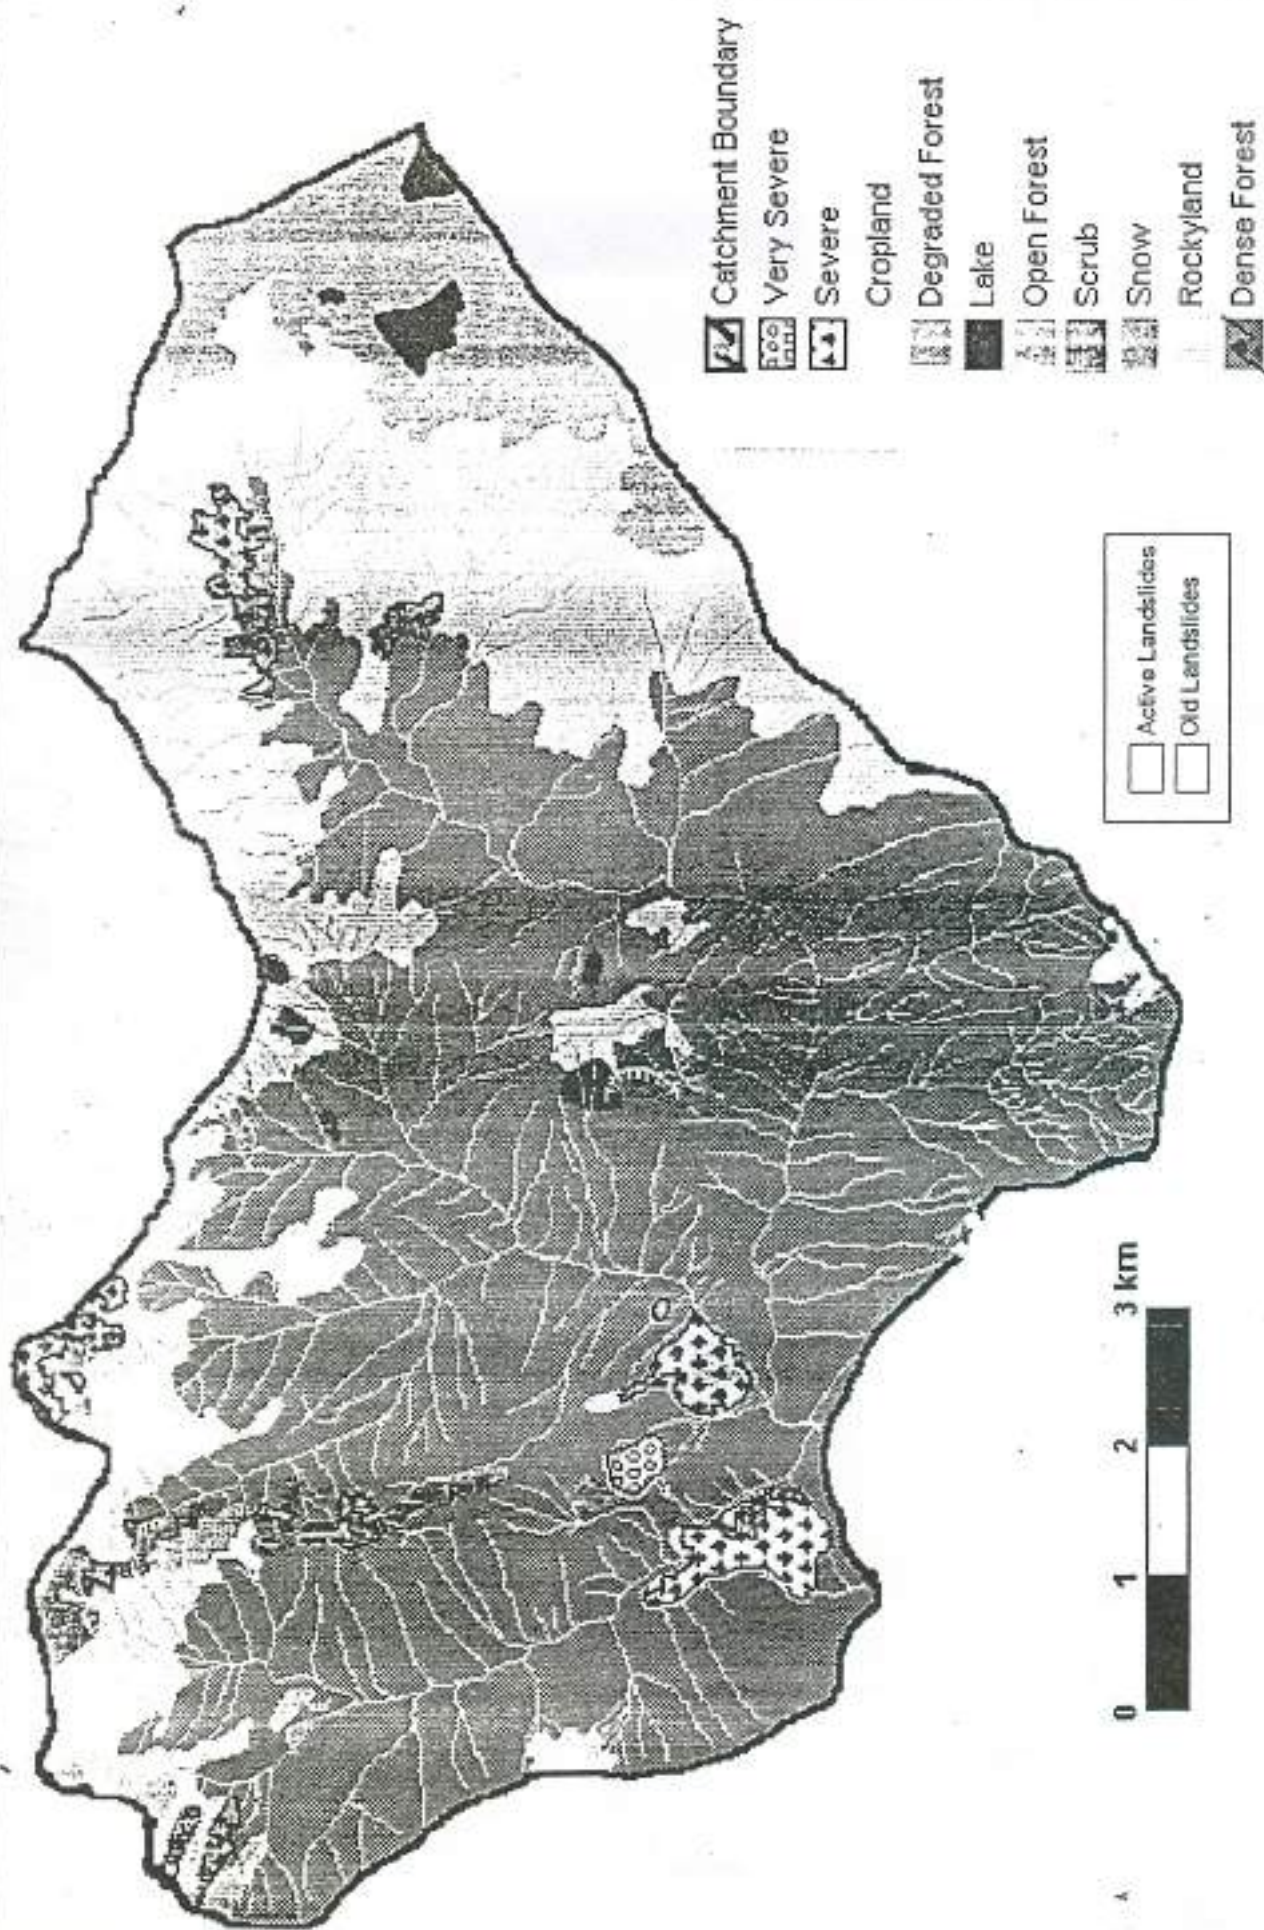 Catchment Boundary
Very Severe
Severe
Cropland
Degraded Forest
Lake
Open Forest
Scrub
Snow
Rockyland
Dense Forest
Active Landslides
Old Landslides
0 1 2 3 km